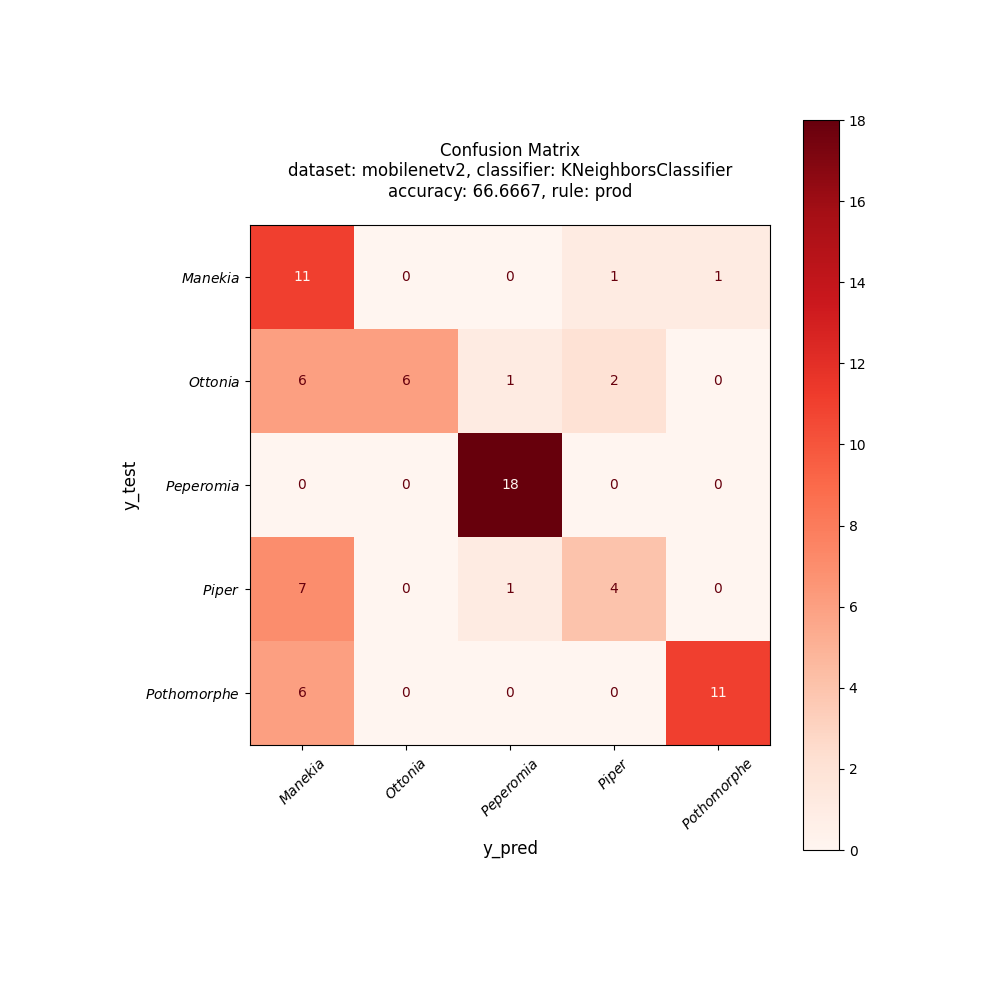 Confusion Matrix
dataset: mobilenetv2, classifier: KNeighborsClassifier
accuracy: 66.6667, rule: prod
Manekia 11 0 0 1 1
Ottonia 6 6 1 2 0
Peperomia 0 0 18 0 0
Piper 7 0 1 4 0
Pothomorphe 6 0 0 0 11
y_test
Manekia Ottonia Peperomia Piper Pothomorphe
y_pred
18
16
14
12
10
8
6
4
2
0